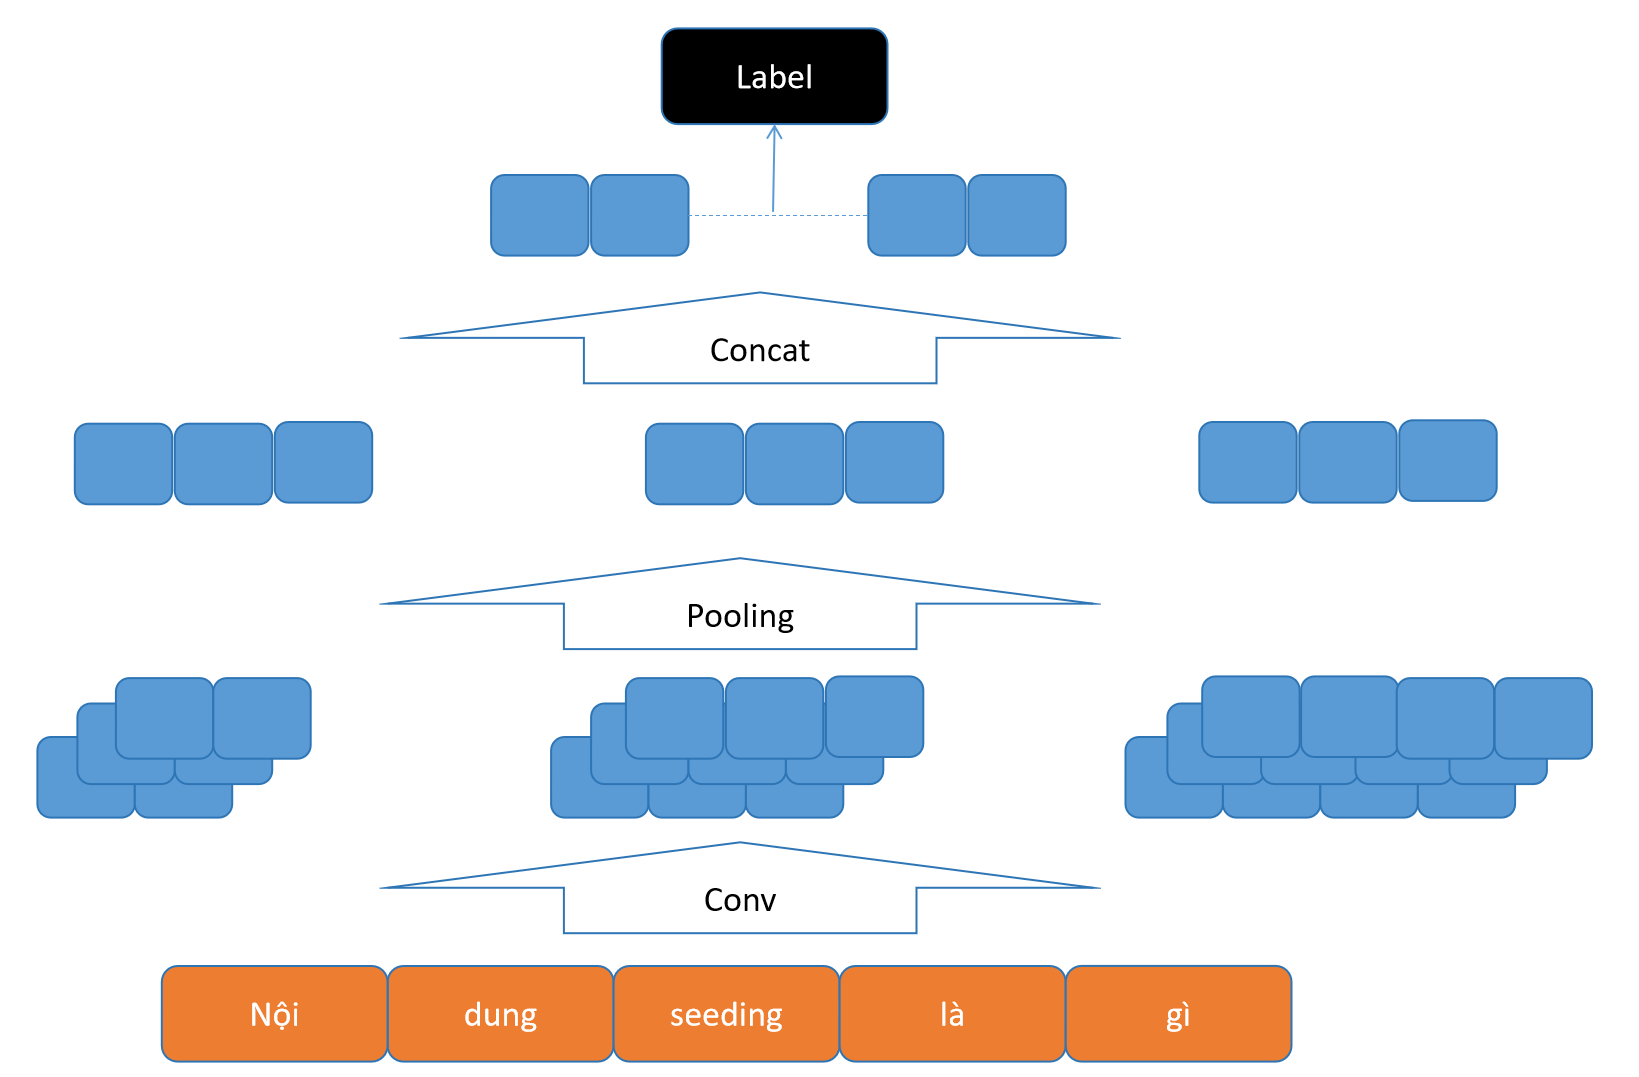 Label
Concat
Pooling
Conv
Nội dung seeding là gì